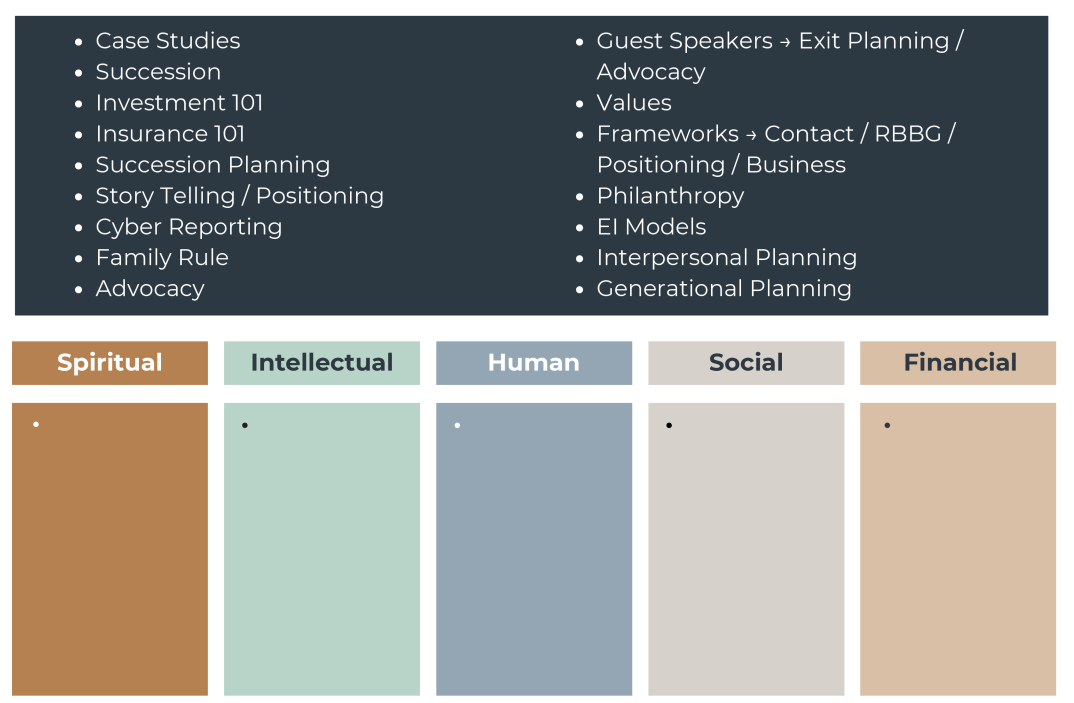 • Case Studies
• Succession
• Investment 101
• Insurance 101
• Succession Planning
• Story Telling / Positioning
• Cyber Reporting
• Family Rule
• Advocacy
• Guest Speakers → Exit Planning /
Advocacy
• Values
• Frameworks → Contact / RBBG /
Positioning / Business
• Philanthropy
• EI Models
• Interpersonal Planning
• Generational Planning
Spiritual
Intellectual
Human
Social
Financial